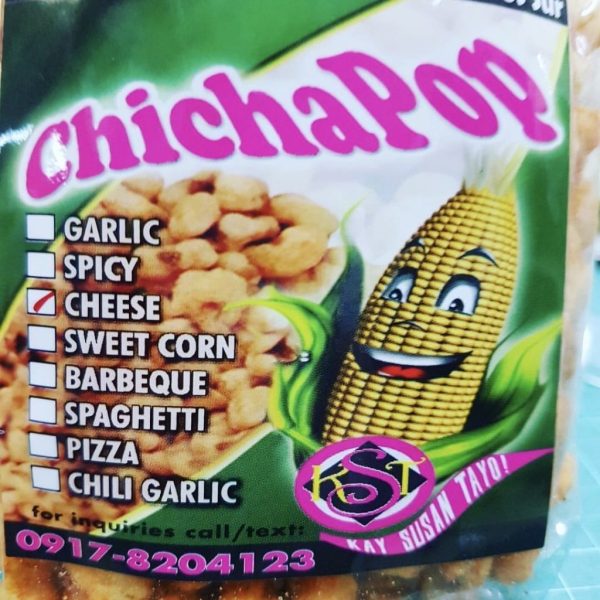 ChichaPop
GARLIC
SPICY
CHEESE
SWEET CORN
BARBEQUE
SPAGHETTI
PIZZA
CHILI GARLIC
KST
KAY SUSAN TAYO!
for inquiries call/text:
0917-8204123